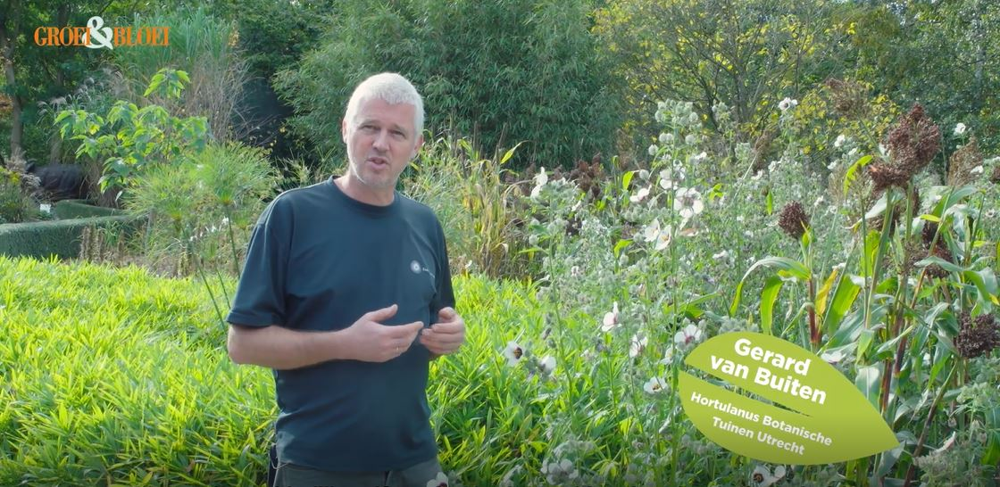 GROEI&BLOEI
Gerard
van Buiten
Hortulanus Botanische
Tuinen Utrecht